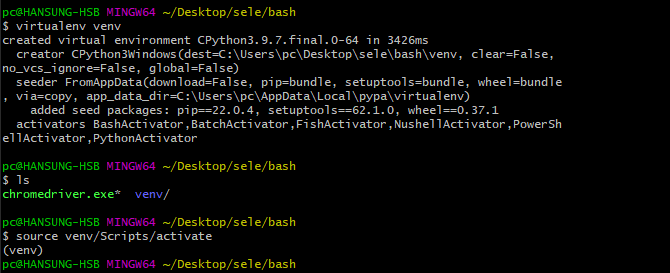 pc@HANSUNG-HSB MINGW64 ~/Desktop/sele/bash
$ virtualenv venv
created virtual environment CPython3.9.7.final.0-64 in 3426ms
  creator CPython3Windows(dest=C:\Users\pc\Desktop\sele\bash\venv, clear=False,
no_vcs_ignore=False, global=False)
  seeder FromAppData(download=False, pip=bundle, setuptools=bundle, wheel=bundle
, via=copy, app_data_dir=C:\Users\pc\AppData\Local\pypa\virtualenv)
    added seed packages: pip==22.0.4, setuptools==62.1.0, wheel==0.37.1
  activators BashActivator,BatchActivator,FishActivator,NushellActivator,PowerSh
ellActivator,PythonActivator
pc@HANSUNG-HSB MINGW64 ~/Desktop/sele/bash
$ ls
chromedriver.exe*  venv/
pc@HANSUNG-HSB MINGW64 ~/Desktop/sele/bash
$ source venv/Scripts/activate
(venv)
pc@HANSUNG-HSB MINGW64 ~/Desktop/sele/bash